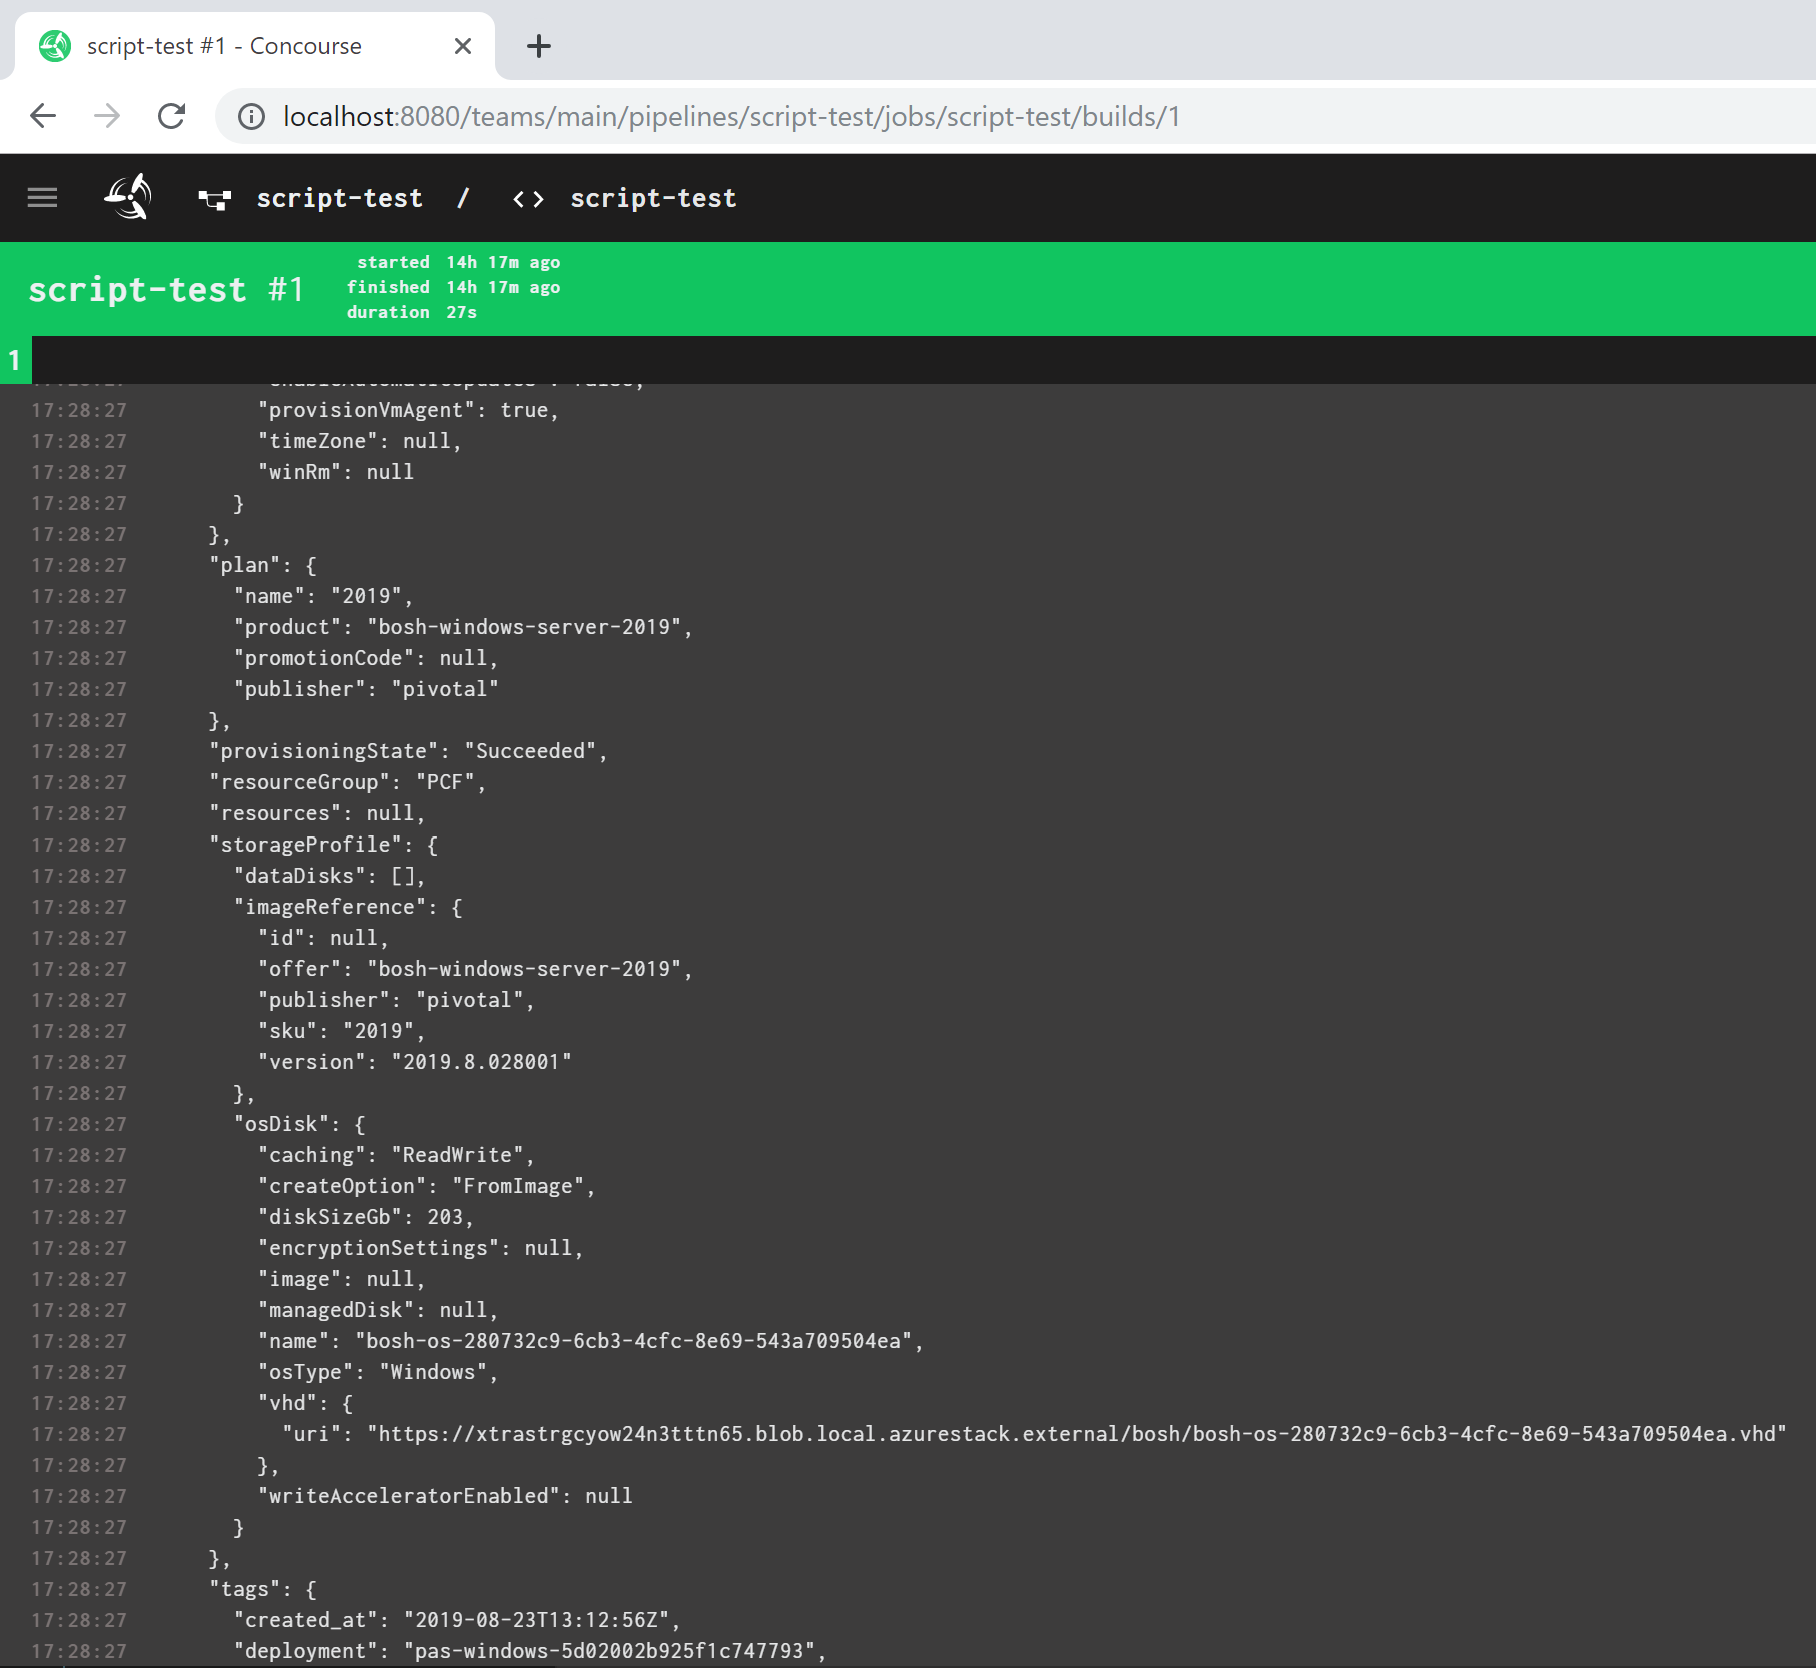 script-test #1 - Concourse
localhost:8080/teams/main/pipelines/script-test/jobs/script-test/builds/1
script-test / script-test
script-test #1
started 14h 17m ago
finished 14h 17m ago
duration 27s
1
17:28:27 "provisionVmAgent": true,
17:28:27 "timeZone": null,
17:28:27 "winRm": null
17:28:27 }
17:28:27 },
17:28:27 "plan": {
17:28:27 "name": "2019",
17:28:27 "product": "bosh-windows-server-2019",
17:28:27 "promotionCode": null,
17:28:27 "publisher": "pivotal"
17:28:27 },
17:28:27 "provisioningState": "Succeeded",
17:28:27 "resourceGroup": "PCF",
17:28:27 "resources": null,
17:28:27 "storageProfile": {
17:28:27 "dataDisks": [],
17:28:27 "imageReference": {
17:28:27 "id": null,
17:28:27 "offer": "bosh-windows-server-2019",
17:28:27 "publisher": "pivotal",
17:28:27 "sku": "2019",
17:28:27 "version": "2019.8.028001"
17:28:27 },
17:28:27 "osDisk": {
17:28:27 "caching": "ReadWrite",
17:28:27 "createOption": "FromImage",
17:28:27 "diskSizeGb": 203,
17:28:27 "encryptionSettings": null,
17:28:27 "image": null,
17:28:27 "managedDisk": null,
17:28:27 "name": "bosh-os-280732c9-6cb3-4cfc-8e69-543a709504ea",
17:28:27 "osType": "Windows",
17:28:27 "vhd": {
17:28:27 "uri": "https://xtrastrgcyow24n3tttn65.blob.local.azurestack.external/bosh/bosh-os-280732c9-6cb3-4cfc-8e69-543a709504ea.vhd"
17:28:27 },
17:28:27 "writeAcceleratorEnabled": null
17:28:27 }
17:28:27 },
17:28:27 "tags": {
17:28:27 "created_at": "2019-08-23T13:12:56Z",
17:28:27 "deployment": "pas-windows-5d02002b925f1c747793",